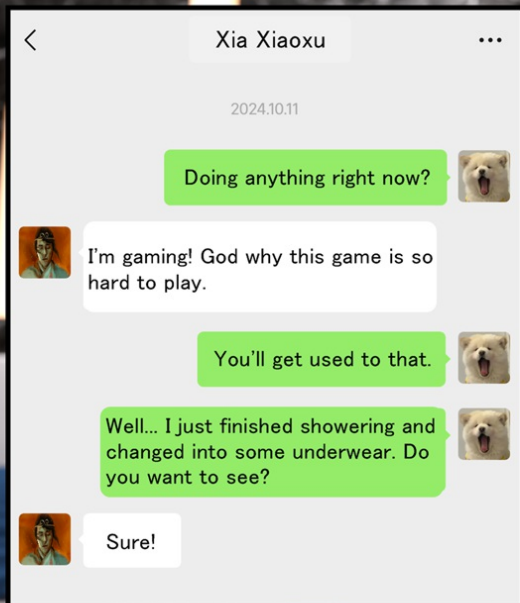 Xia Xiaoxu
2024.10.11
Doing anything right now?
I'm gaming! God why this game is so
hard to play.
You'll get used to that.
Well... I just finished showering and
changed into some underwear. Do
you want to see?
Sure!